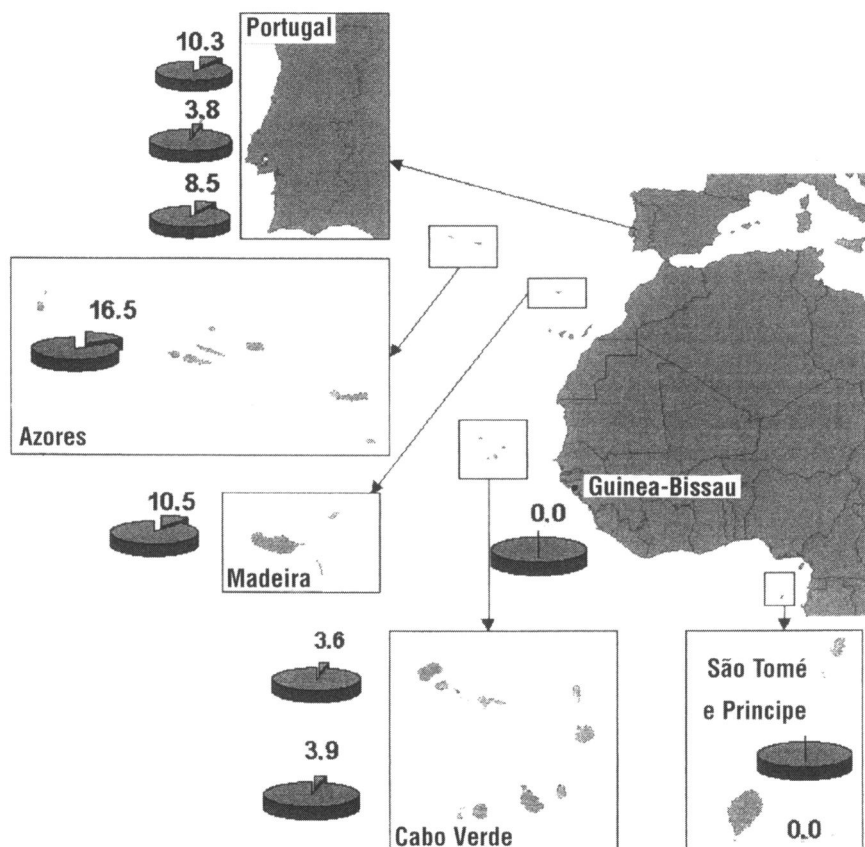 Portugal
10.3
3.8
8.5
16.5
Azores
Guinea-Bissau
10.5
0.0
Madeira
3.6
São Tomé
e Principe
3.9
Cabo Verde
0.0